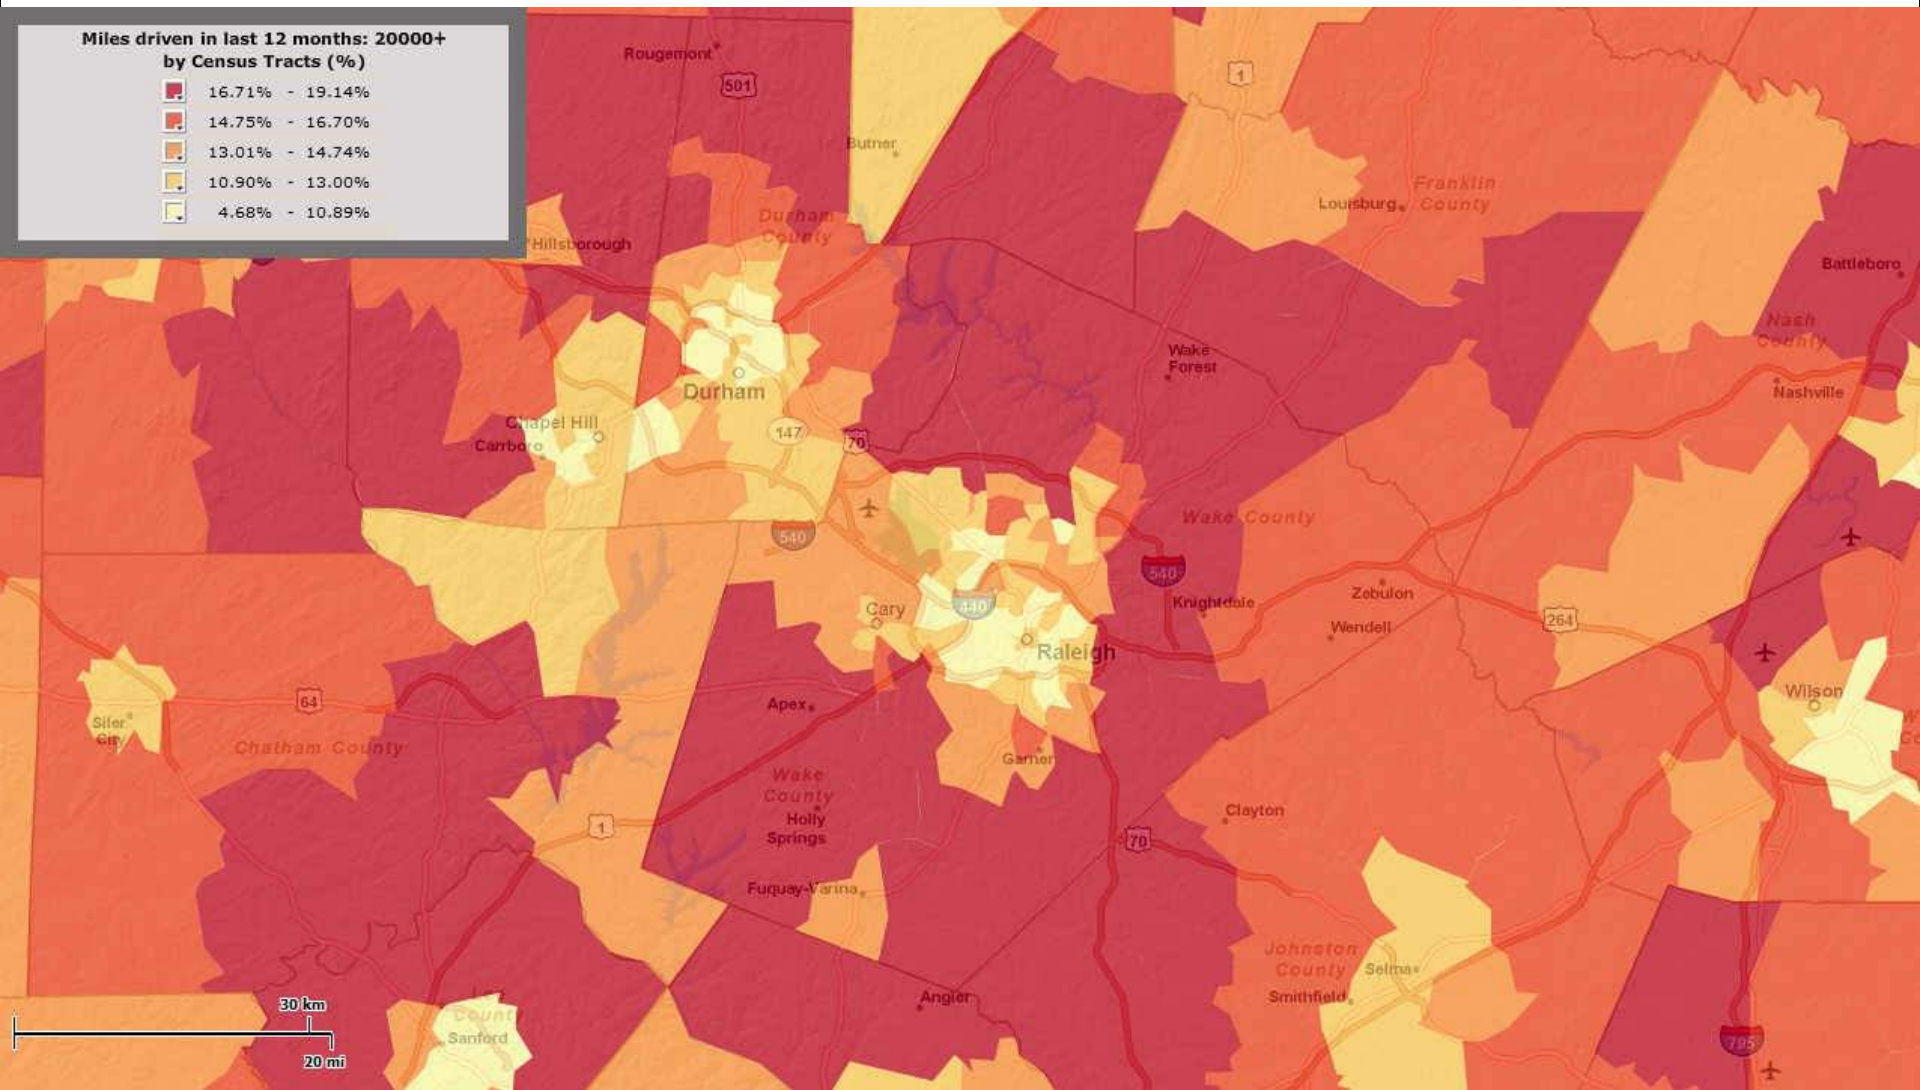 Miles driven in last 12 months: 20000+
by Census Tracts (%)
16.71% - 19.14%
14.75% - 16.70%
13.01% - 14.74%
10.90% - 13.00%
4.68% - 10.89%
Rougemont
501
1
Butner
Franklin
County
Louisburg
Durham
County
Hillsborough
Battleboro
Nash
County
Wake
Forest
Nashville
Durham
Chapel Hill
147
70
Carrboro
Wake County
540
540
Knightdale
Zebulon
440
Cary
264
Wendell
Raleigh
Wilson
64
Apex
Siler
City
Chatham County
Garner
Wake
County
Holly
Springs
Clayton
1
70
Fuquay-Varina
Johnston
County
Selma
Smithfield
Angier
30 km
County
Sanford
20 mi
795